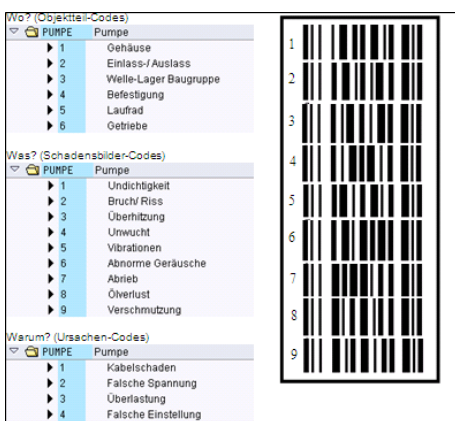 Wo? (Objektteil-Codes)
PUMPE Pumpe
1 Gehäuse
2 Einlass-/ Auslass
3 Welle-Lager Baugruppe
4 Befestigung
5 Laufrad
6 Getriebe
Was? (Schadensbilder-Codes)
PUMPE Pumpe
1 Undichtigkeit
2 Bruch/ Riss
3 Überhitzung
4 Unwucht
5 Vibrationen
6 Abnorme Geräusche
7 Abrieb
8 Ölverlust
9 Verschmutzung
Warum? (Ursachen-Codes)
PUMPE Pumpe
1 Kabelschaden
2 Falsche Spannung
3 Überlastung
4 Falsche Einstellung
1
2
3
4
5
6
7
8
9